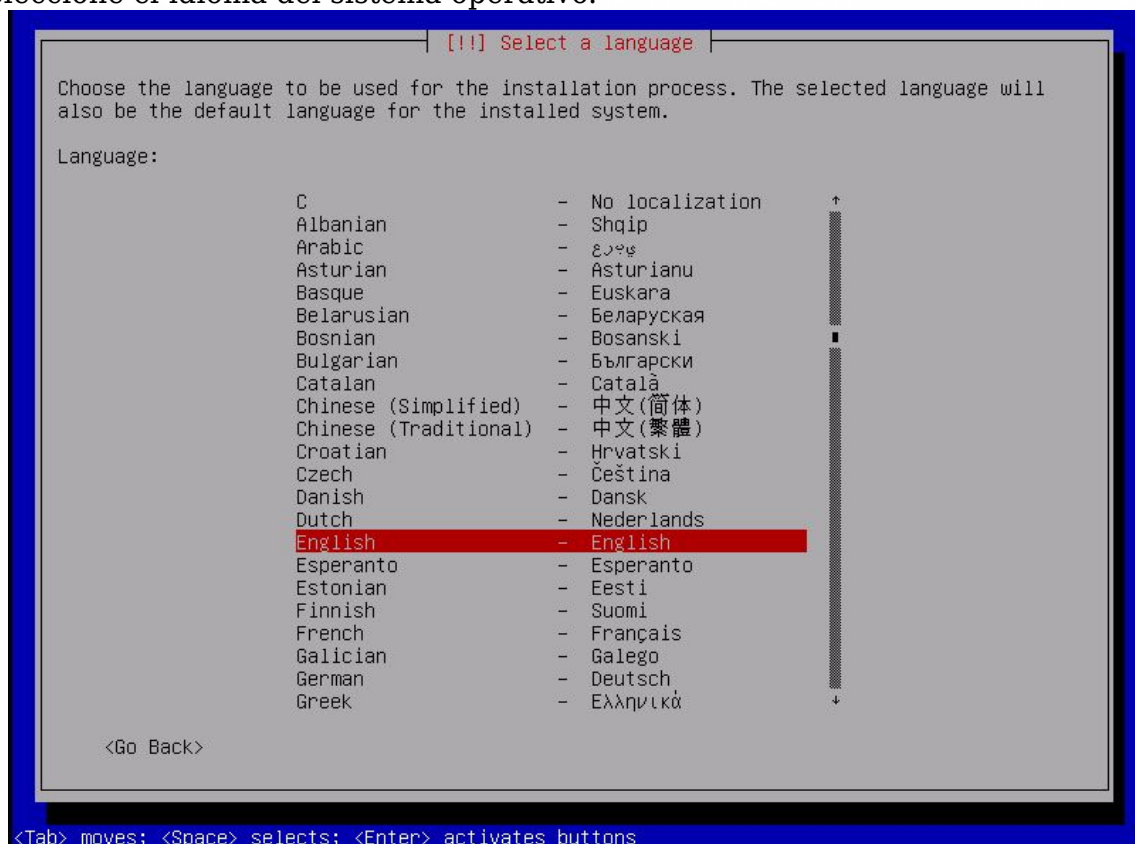 idioma del sistema operativo.
[!!] Select a language
Choose the language to be used for the installation process. The selected language will
also be the default language for the installed system.
Language:
C - No localization
Albanian - Shqip
Arabic - عربي
Asturian - Asturianu
Basque - Euskara
Belarusian - Беларуская
Bosnian - Bosanski
Bulgarian - Български
Catalan - Català
Chinese (Simplified) - 中文(简体)
Chinese (Traditional) - 中文(繁體)
Croatian - Hrvatski
Czech - Čeština
Danish - Dansk
Dutch - Nederlands
English - English
Esperanto - Esperanto
Estonian - Eesti
Finnish - Suomi
French - Français
Galician - Galego
German - Deutsch
Greek - Ελληνικά
<Go Back>
<Tab> moves; <Space> selects; <Enter> activates buttons